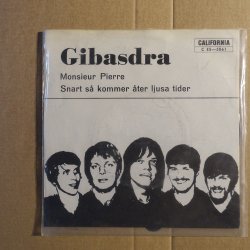 Gibasdra
CALIFORNIA
Monsieur Pierre
Snart så kommer åter ljusa tider